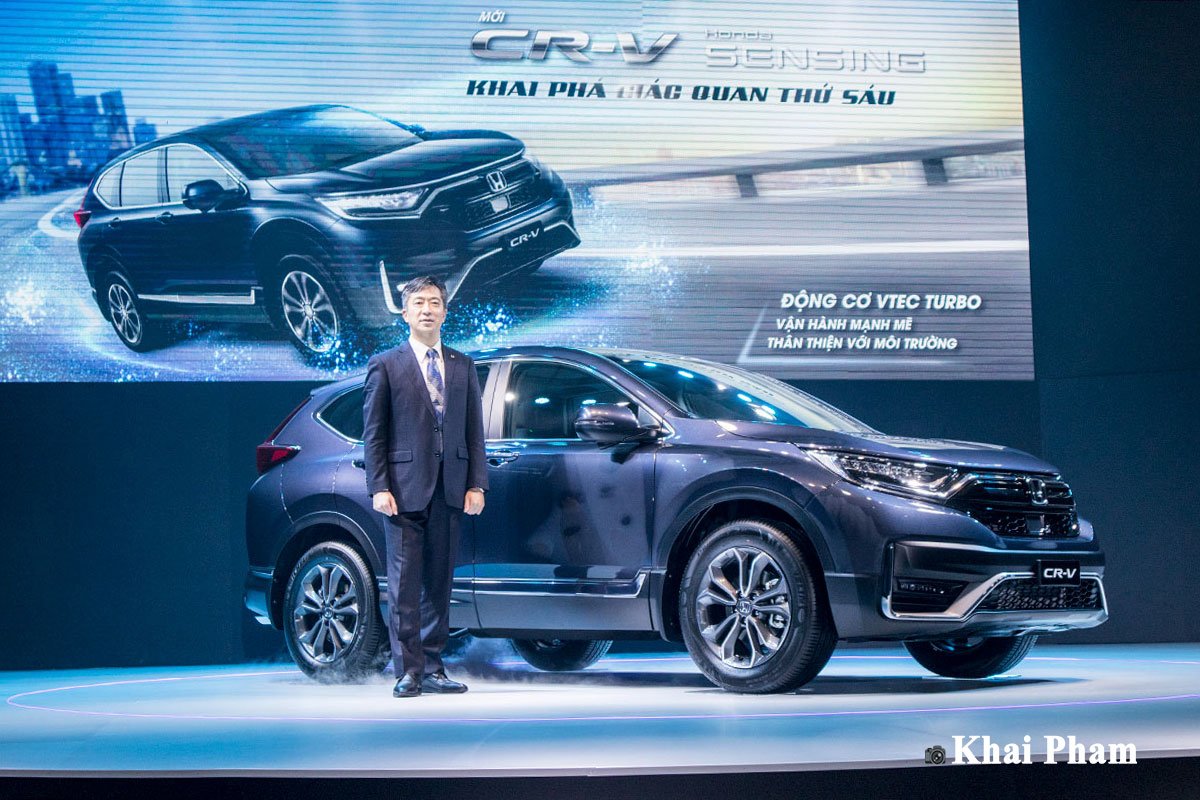 MỚI
CR-V HONDA SENSING
KHAI PHÁ GIÁC QUAN THỨ SÁU
CR-V
ĐỘNG CƠ VTEC TURBO
VẬN HÀNH MẠNH MẼ
THÂN THIỆN VỚI MÔI TRƯỜNG
CR-V
Khai Pham